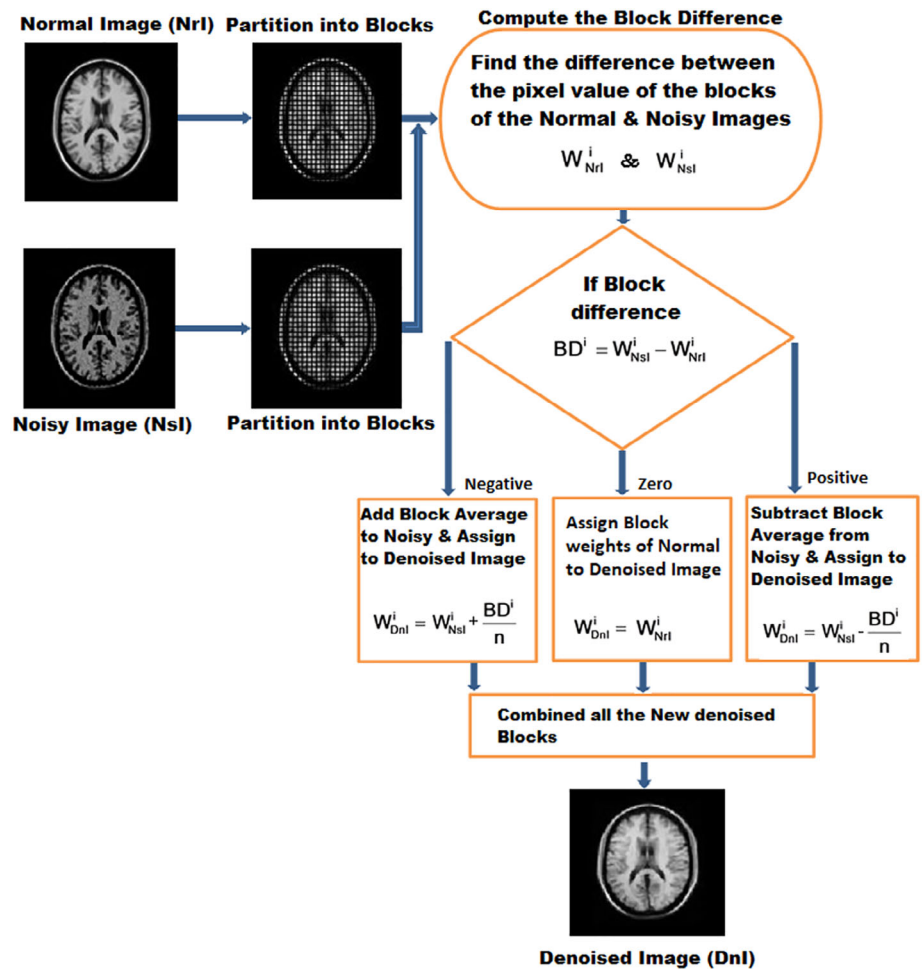 Normal Image (NrI)
Partition into Blocks
Compute the Block Difference
Find the difference between
the pixel value of the blocks
of the Normal & Noisy Images
W^i_NrI & W^i_NsI
Noisy Image (NsI)
Partition into Blocks
If Block
difference
BD^i = W^i_NsI − W^i_NrI
Negative
Zero
Positive
Add Block Average
to Noisy & Assign
to Denoised Image
W^i_DnI = W^i_NsI + BD^i/n
Assign Block
weights of Normal
to Denoised Image
W^i_DnI = W^i_NrI
Subtract Block
Average from
Noisy & Assign to
Denoised Image
W^i_DnI = W^i_NsI - BD^i/n
Combined all the New denoised
Blocks
Denoised Image (DnI)